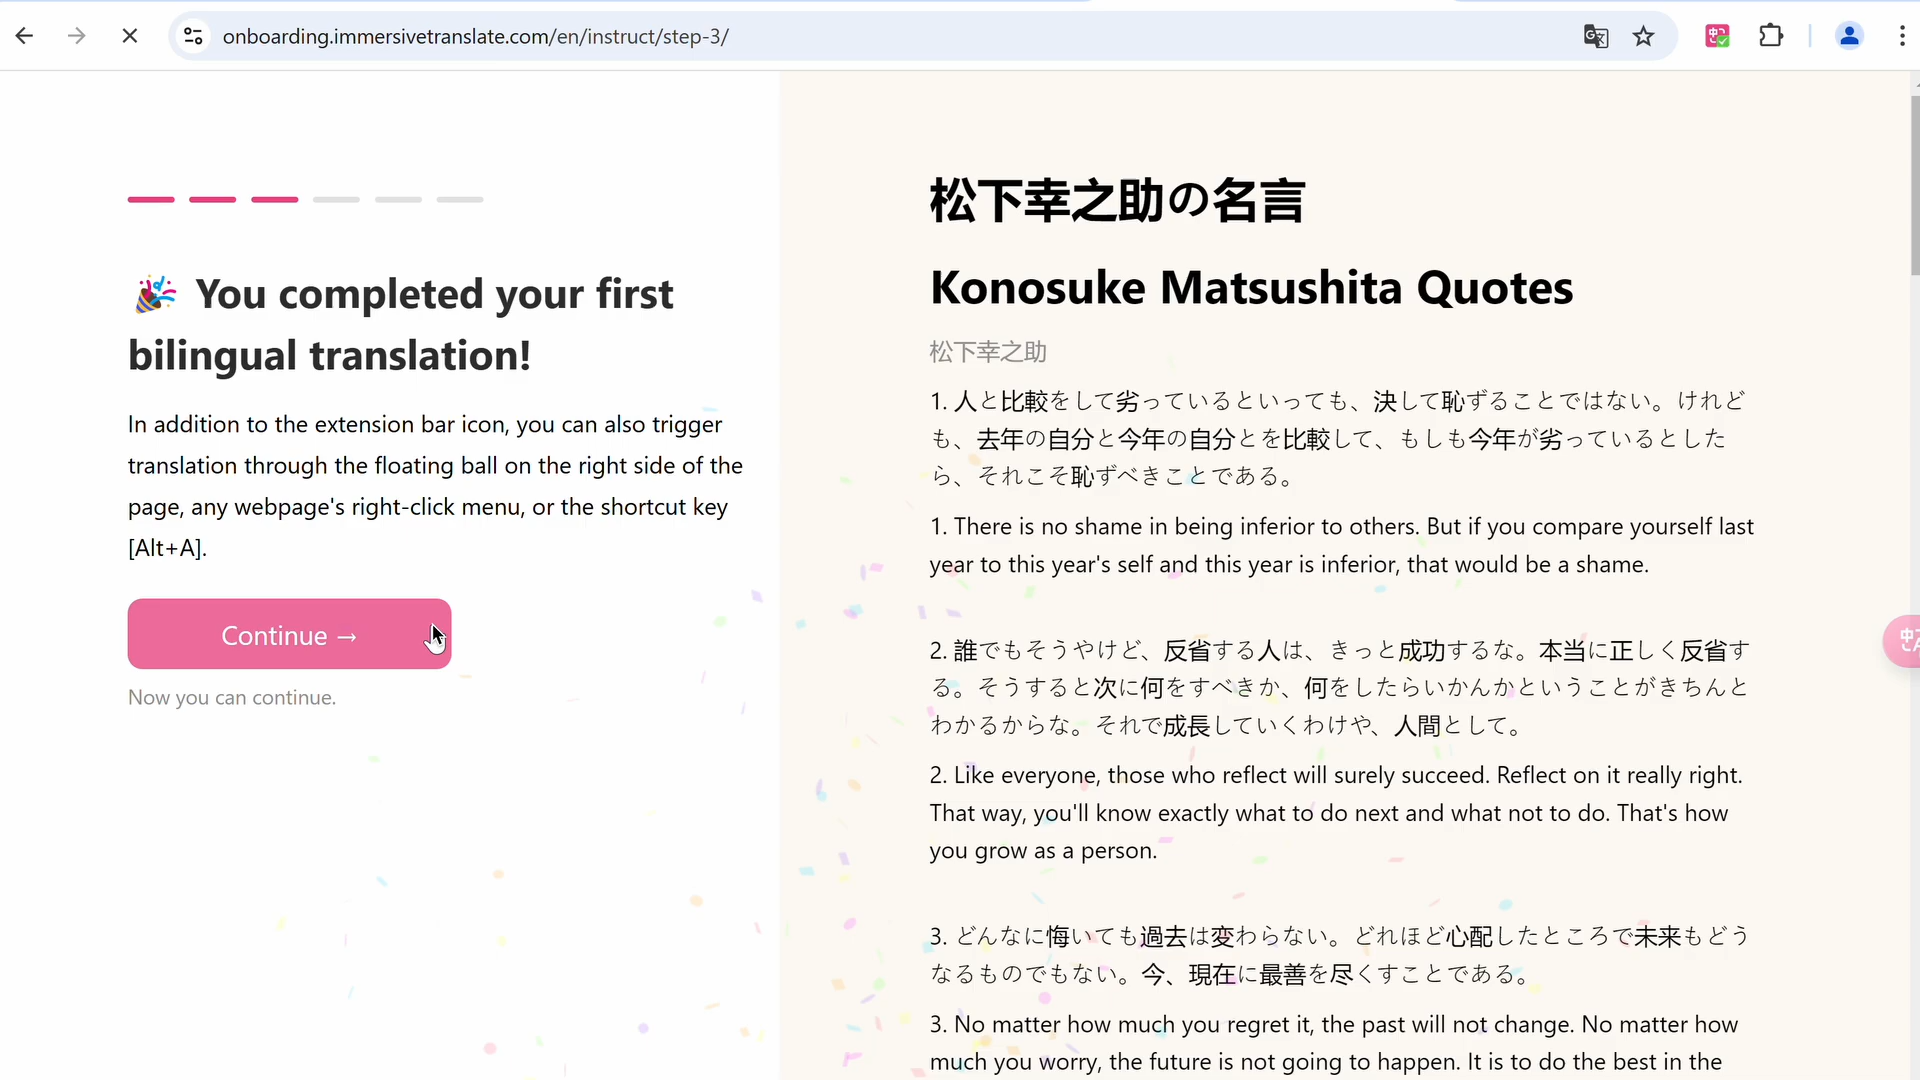 onboarding.immersivetranslate.com/en/instruct/step-3/
🎉 You completed your first
bilingual translation!
In addition to the extension bar icon, you can also trigger
translation through the floating ball on the right side of the
page, any webpage's right-click menu, or the shortcut key
[Alt+A].
Continue →
Now you can continue.
松下幸之助の名言
Konosuke Matsushita Quotes
松下幸之助
1. 人と比較をして劣っているといっても、決して恥ずることではない。けれど
も、去年の自分と今年の自分とを比較して、もしも今年が劣っているとした
ら、それこそ恥ずべきことである。
1. There is no shame in being inferior to others. But if you compare yourself last
year to this year's self and this year is inferior, that would be a shame.
2. 誰でもそうやけど、反省する人は、きっと成功するな。本当に正しく反省す
る。そうすると次に何をすべきか、何をしたらいかんかということがきちんと
わかるからな。それで成長していくわけや、人間として。
2. Like everyone, those who reflect will surely succeed. Reflect on it really right.
That way, you'll know exactly what to do next and what not to do. That's how
you grow as a person.
3. どんなに悔いても過去は変わらない。どれほど心配したところで未来もどう
なるものでもない。今、現在に最善を尽くすことである。
3. No matter how much you regret it, the past will not change. No matter how
much you worry, the future is not going to happen. It is to do the best in the